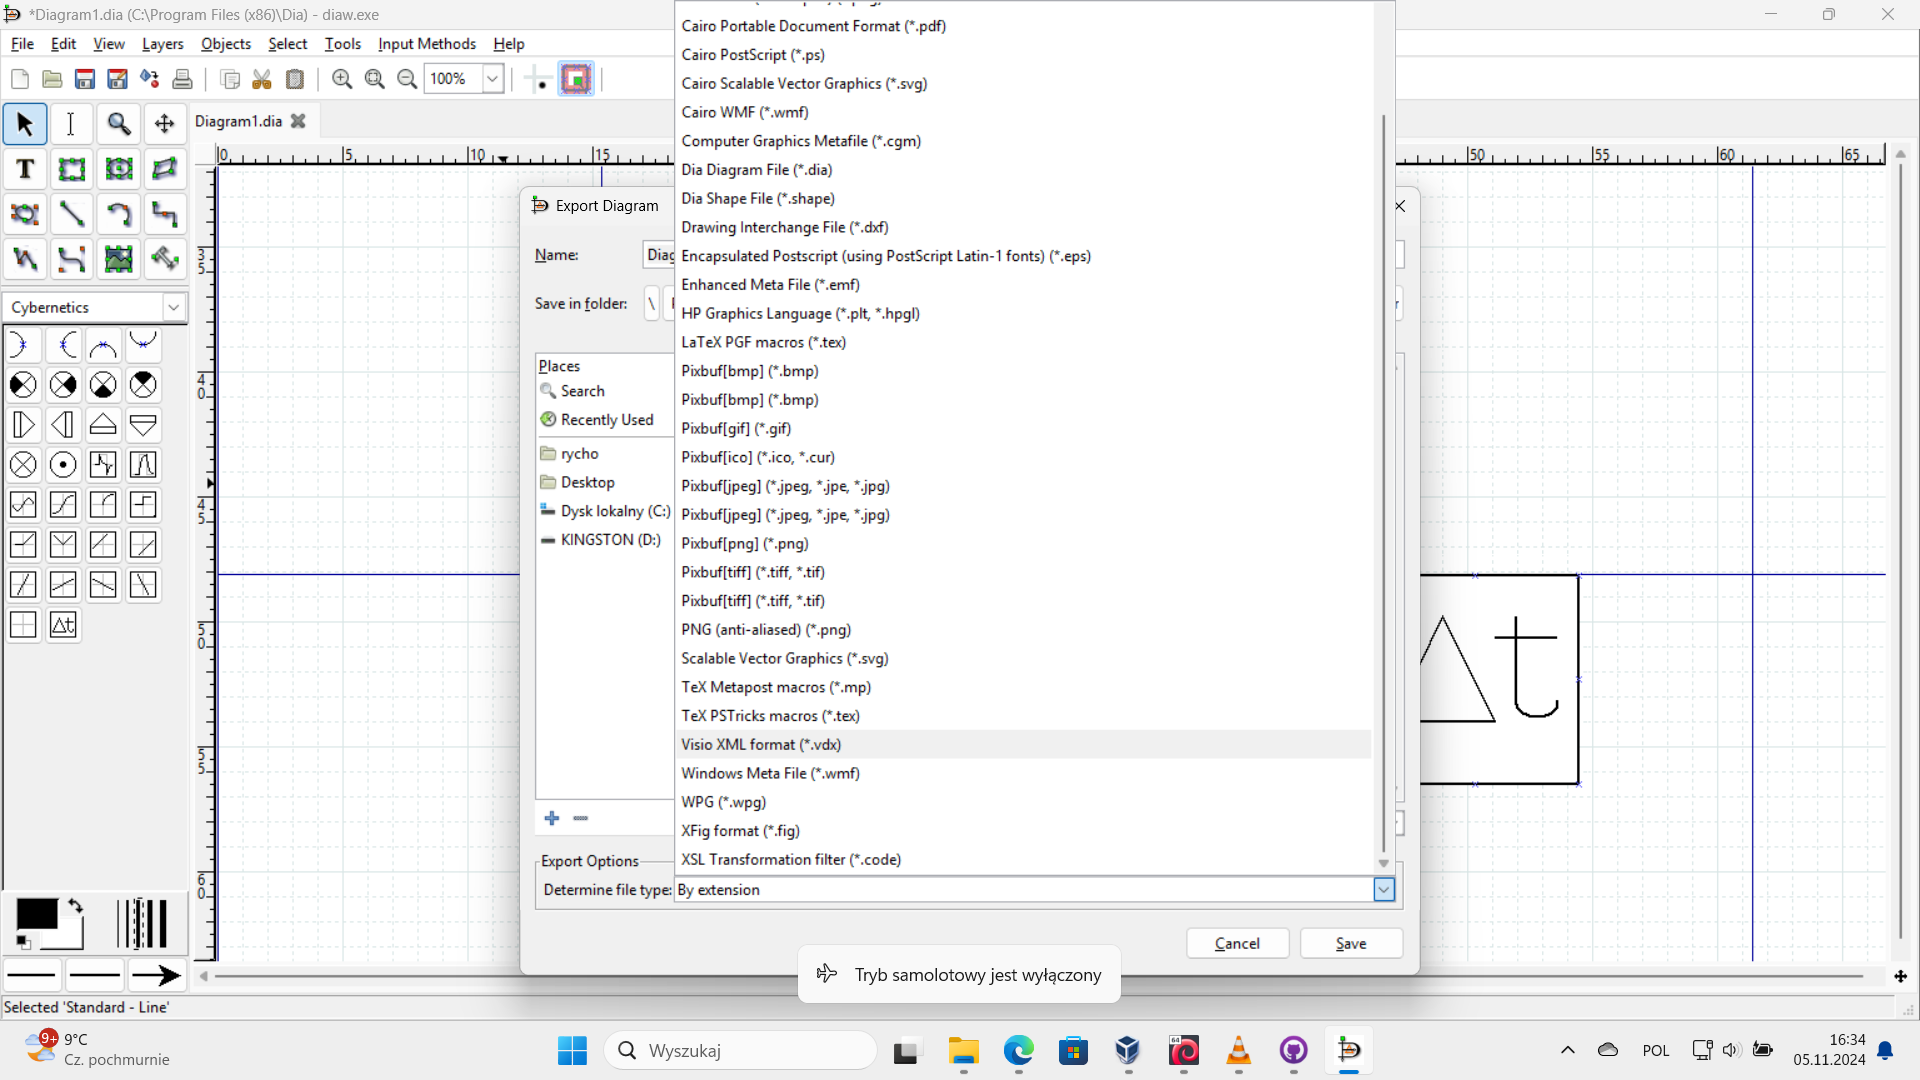 *Diagram1.dia (C:\Program Files (x86)\Dia) - diaw.exe
File Edit View Layers Objects Select Tools Input Methods Help
100%
Diagram1.dia
0 5 10 15 50 55 60 65
Cybernetics
35
40
45
50
55
60
Export Diagram
Name:
Save in folder: \
Places
Search
Recently Used
rycho
Desktop
Dysk lokalny (C:)
KINGSTON (D:)
Cairo Portable Document Format (*.pdf)
Cairo PostScript (*.ps)
Cairo Scalable Vector Graphics (*.svg)
Cairo WMF (*.wmf)
Computer Graphics Metafile (*.cgm)
Dia Diagram File (*.dia)
Dia Shape File (*.shape)
Drawing Interchange File (*.dxf)
Encapsulated Postscript (using PostScript Latin-1 fonts) (*.eps)
Enhanced Meta File (*.emf)
HP Graphics Language (*.plt, *.hpgl)
LaTeX PGF macros (*.tex)
Pixbuf[bmp] (*.bmp)
Pixbuf[bmp] (*.bmp)
Pixbuf[gif] (*.gif)
Pixbuf[ico] (*.ico, *.cur)
Pixbuf[jpeg] (*.jpeg, *.jpe, *.jpg)
Pixbuf[jpeg] (*.jpeg, *.jpe, *.jpg)
Pixbuf[png] (*.png)
Pixbuf[tiff] (*.tiff, *.tif)
Pixbuf[tiff] (*.tiff, *.tif)
PNG (anti-aliased) (*.png)
Scalable Vector Graphics (*.svg)
TeX Metapost macros (*.mp)
TeX PSTricks macros (*.tex)
Visio XML format (*.vdx)
Windows Meta File (*.wmf)
WPG (*.wpg)
XFig format (*.fig)
XSL Transformation filter (*.code)
Export Options
Determine file type: By extension
Cancel Save
Δt
Tryb samolotowy jest wyłączony
Selected 'Standard - Line'
9+ 9°C
Cz. pochmurnie
Wyszukaj
64
POL
16:34
05.11.2024